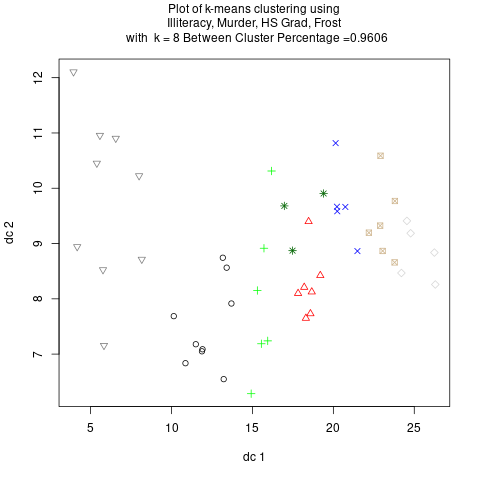 Plot of k-means clustering using
Illiteracy, Murder, HS Grad, Frost
with  k = 8 Between Cluster Percentage =0.9606
12
11
10
9
8
7
dc 2
5
10
15
20
25
dc 1